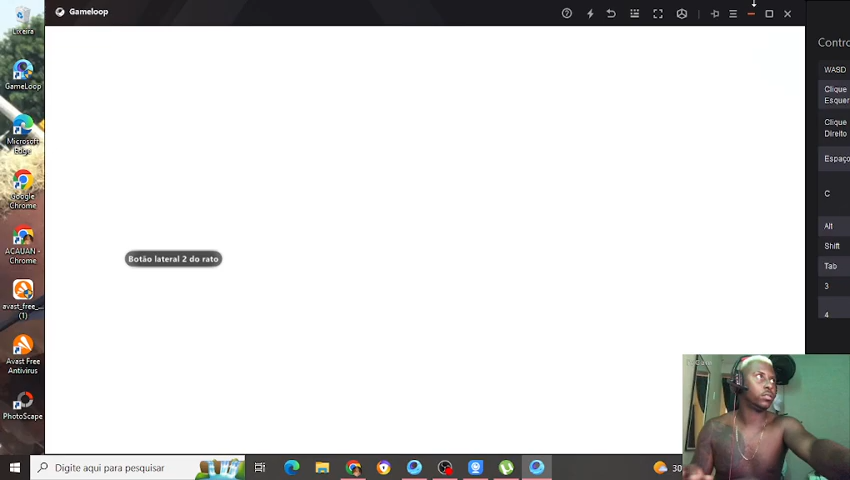 Gameloop
Lixeira
GameLoop
Microsoft
Edge
Google
Chrome
ACAUAN -
Chrome
avast_free_...
(1)
Avast Free
Antivirus
PhotoScape
Botão lateral 2 do rato
Contro
WASD
Clique
Esquer
Clique
Direito
Espaço
C
Alt
Shift
Tab
3
4
Digite aqui para pesquisar
30